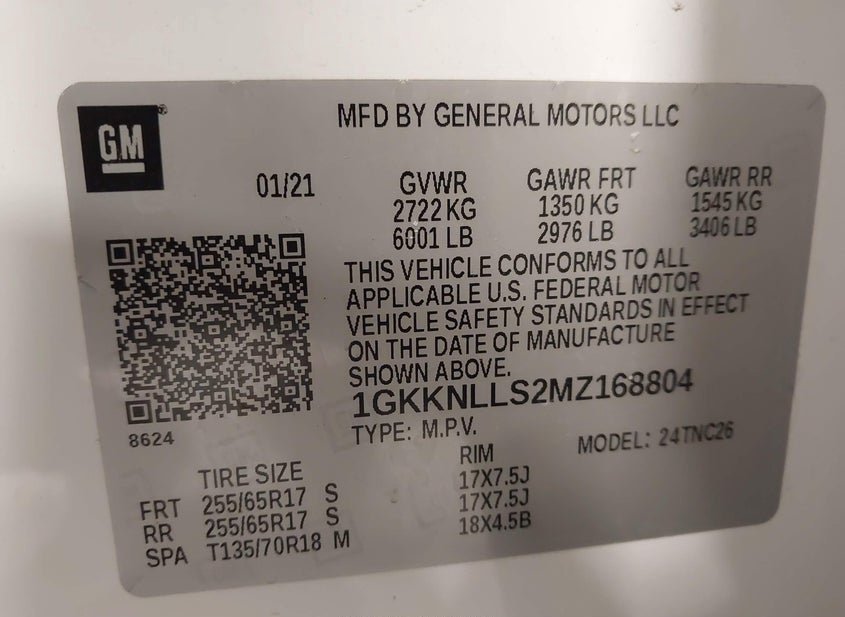 GM
MFD BY GENERAL MOTORS LLC
01/21 GVWR GAWR FRT GAWR RR
2722 KG 1350 KG 1545 KG
6001 LB 2976 LB 3406 LB
THIS VEHICLE CONFORMS TO ALL
APPLICABLE U.S. FEDERAL MOTOR
VEHICLE SAFETY STANDARDS IN EFFECT
ON THE DATE OF MANUFACTURE
SHOWN ABOVE.
1GKKNLLS2MZ168804
8624
TYPE: M.P.V. MODEL: 24TNC26
TIRE SIZE RIM
FRT 255/65R17 S 17X7.5J
RR 255/65R17 S 17X7.5J
SPA T135/70R18 M 18X4.5B